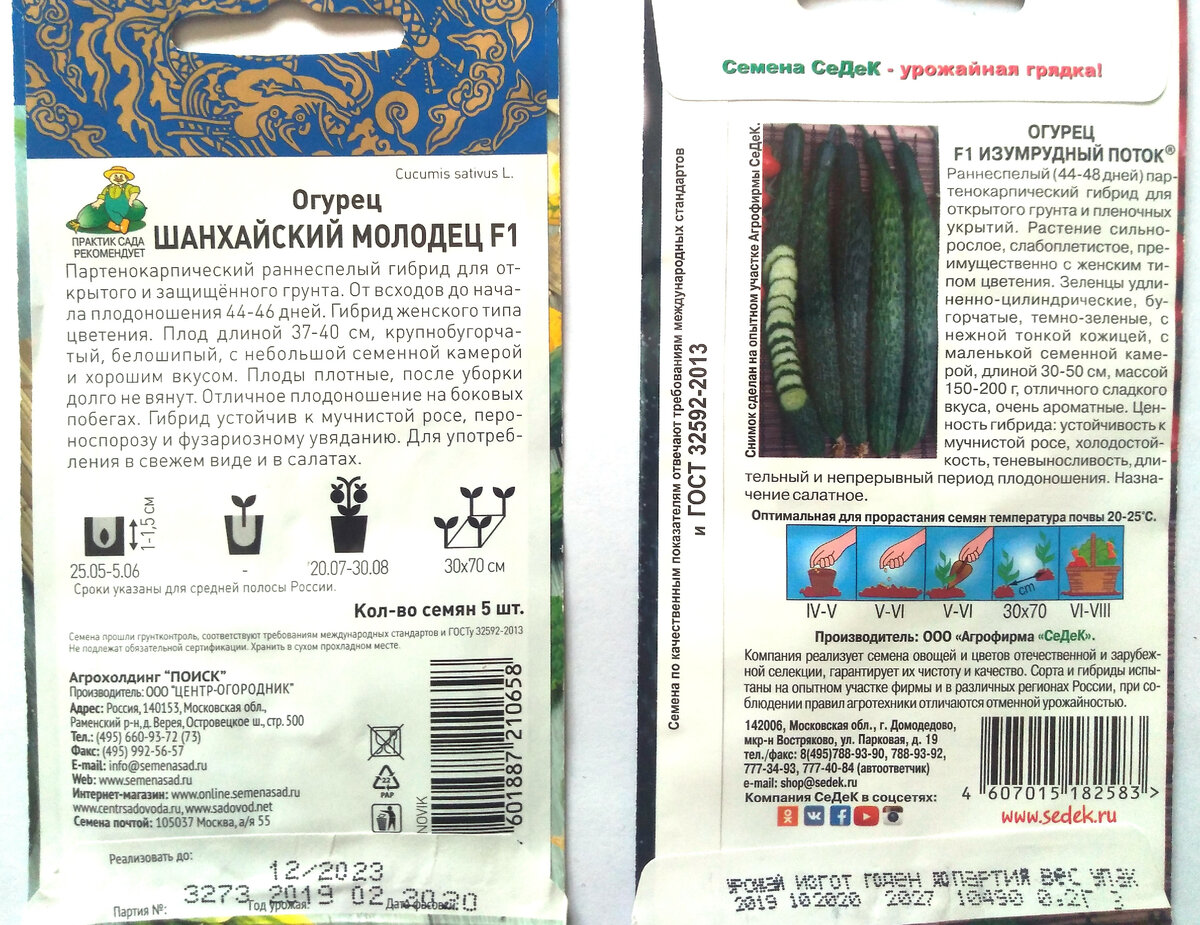 Cucumis sativus L.
Огурец
ШАНХАЙСКИЙ МОЛОДЕЦ F1
ПРАКТИК САДА
РЕКОМЕНДУЕТ
Партенокарпический раннеспелый гибрид для от-
крытого и защищённого грунта. От всходов до нача-
ла плодоношения 44-46 дней. Гибрид женского типа
цветения. Плод длиной 37-40 см, крупнобугорча-
тый, белошипый, с небольшой семенной камерой
и хорошим вкусом. Плоды плотные, после уборки
долго не вянут. Отличное плодоношение на боковых
побегах. Гибрид устойчив к мучнистой росе, перо-
носпорозу и фузариозному увяданию. Для употреб-
ления в свежем виде и в салатах.
1-1,5 см
25.05-5.06
-
20.07-30.08
30x70 см
Сроки указаны для средней полосы России.
Кол-во семян 5 шт.
Семена прошли грунтконтроль, соответствуют требованиям международных стандартов и ГОСТу 32592-2013
Не подлежат обязательной сертификации. Хранить в сухом прохладном месте.
Агрохолдинг "ПОИСК"
Производитель: ООО "ЦЕНТР-ОГОРОДНИК"
Адрес: Россия, 140153, Московская обл.,
Раменский р-н, д. Верея, Островецкое ш., стр. 500
Тел.: (495) 660-93-72 (73)
Факс: (495) 992-56-57
E-mail: info@semenasad.ru
Web: www.semenasad.ru
Интернет-магазин: www.online.semenasad.ru
www.centrsadovoda.ru, www.sadovod.net
Семена почтой: 105037 Москва, а/я 55
22
PAP
NOVIK
4601887210658
Реализовать до:
12/2023
3273 2019 02.2020
Партия №:
Год урожая:
Дата фасовки:
Семена СеДеК - урожайная грядка!
Семена по качественным показателям отвечают требованиям международных стандартов
и ГОСТ 32592-2013
Снимок сделан на опытном участке Агрофирмы СеДеК.
ОГУРЕЦ
F1 ИЗУМРУДНЫЙ ПОТОК®
Раннеспелый (44-48 дней) пар-
тенокарпический гибрид для
открытого грунта и пленочных
укрытий. Растение сильно-
рослое, слабоплетистое, пре-
имущественно с женским ти-
пом цветения. Зеленцы удли-
ненно-цилиндрические, бу-
горчатые, темно-зеленые, с
нежной тонкой кожицей, с
маленькой семенной каме-
рой, длиной 30-50 см, массой
150-200 г, отличного сладкого
вкуса, очень ароматные. Цен-
ность гибрида: устойчивость к
мучнистой росе, холодостой-
кость, теневыносливость, дли-
тельный и непрерывный период плодоношения. Назна-
чение салатное.
Оптимальная для прорастания семян температура почвы 20-25°С.
cm
IV-V
V-VI
V-VI
30x70
VI-VIII
Производитель: ООО «Агрофирма «СеДеК».
Компания реализует семена овощей и цветов отечественной и зарубеж-
ной селекции, гарантирует их чистоту и качество. Сорта и гибриды испы-
таны на опытном участке фирмы и в различных регионах России, при со-
блюдении правил агротехники отличаются отменной урожайностью.
142006, Московская обл., г. Домодедово,
мкр-н Востряково, ул. Парковая, д. 19
тел./факс: 8(495)788-93-90, 788-93-92,
777-34-93, 777-40-84 (автоответчик)
e-mail: shop@sedek.ru
Компания СеДеК в соцсетях:
4 607015 182583 >
www.sedek.ru
УРОЖАЙ ИЗГОТ ГОДЕН ДО ПАРТИЯ ВЕС УПАК
2019 102020 2027 10490 0.2Г 3